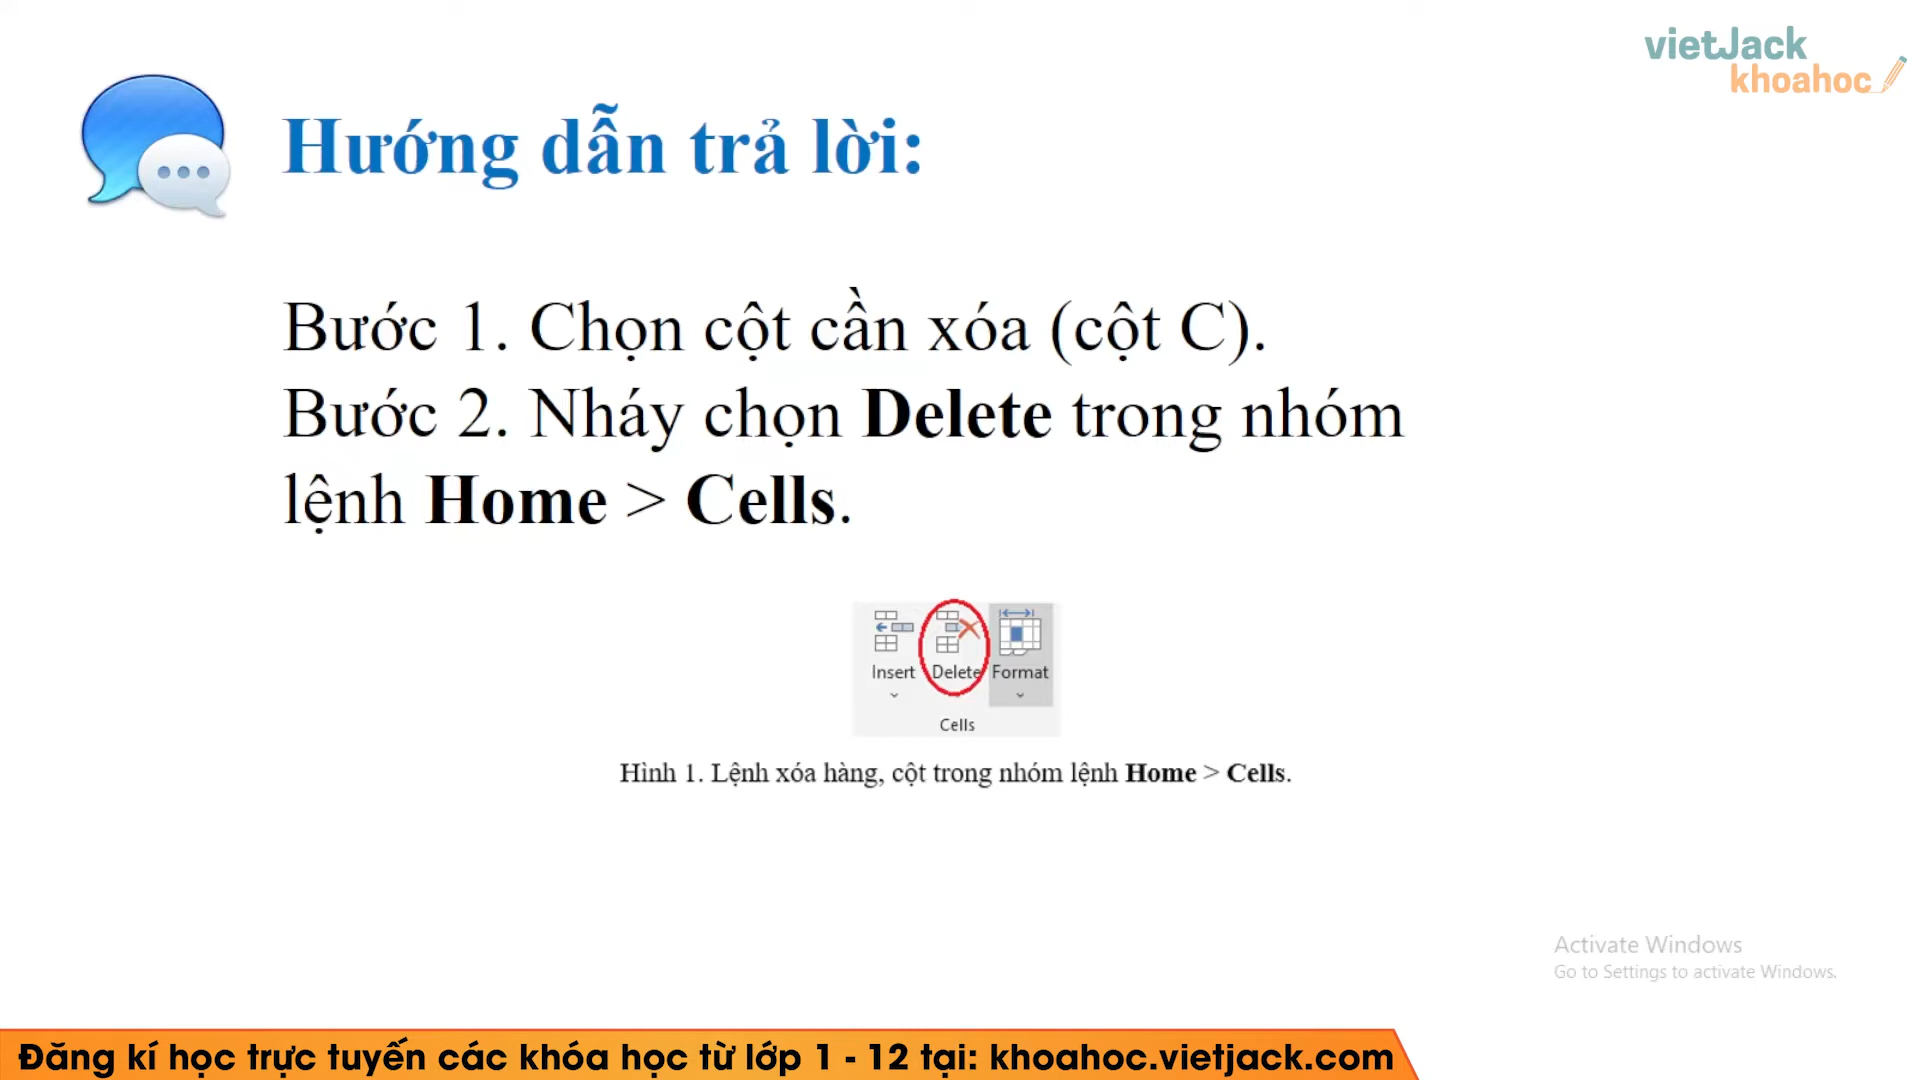 vietJack
khoahoc
Hướng dẫn trả lời:
Bước 1. Chọn cột cần xóa (cột C).
Bước 2. Nháy chọn Delete trong nhóm
lệnh Home > Cells.
Insert Delete Format
Cells
Hình 1. Lệnh xóa hàng, cột trong nhóm lệnh Home > Cells.
Activate Windows
Go to Settings to activate Windows.
Đăng kí học trực tuyến các khóa học từ lớp 1 - 12 tại: khoahoc.vietjack.com